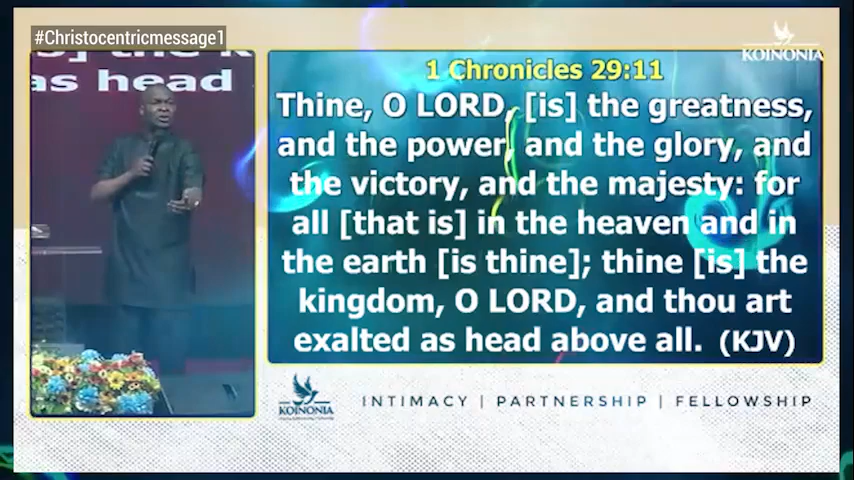 #Christocentricmessage1
as head
KOINONIA
1 Chronicles 29:11
Thine, O LORD, [is] the greatness,
and the power, and the glory, and
the victory, and the majesty: for
all [that is] in the heaven and in
the earth [is thine]; thine [is] the
kingdom, O LORD, and thou art
exalted as head above all. (KJV)
KOINONIA
INTIMACY | PARTNERSHIP | FELLOWSHIP